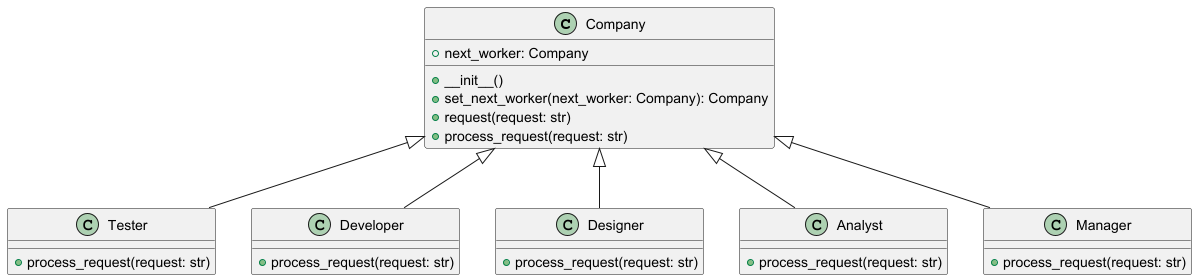 C Company
next_worker: Company
__init__()
set_next_worker(next_worker: Company): Company
request(request: str)
process_request(request: str)
C Tester
process_request(request: str)
C Developer
process_request(request: str)
C Designer
process_request(request: str)
C Analyst
process_request(request: str)
C Manager
process_request(request: str)